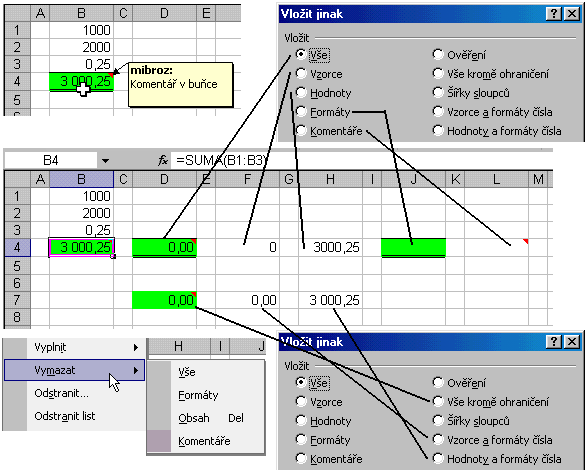 A B C D E
1 1000
2 2000
3 0,25
4 3 000,25
5
6
mibroz:
Komentář v buňce
Vložit jinak
Vložit
Vše
Vzorce
Hodnoty
Formáty
Komentáře
Ověření
Vše kromě ohraničení
Šířky sloupců
Vzorce a formáty čísla
Hodnoty a formáty čísla
B4 fx =SUMA(B1:B3)
A B C D E F G H I J K L M
1 1000
2 2000
3 0,25
4 3 000,25 0,00 0 3000,25
5
6
7 0,00 0,00 3 000,25
8
Vyplnit
Vymazat
Odstranit...
Odstranit list
H I J
Vše
Formáty
Obsah Del
Komentáře
Vložit jinak
Vložit
Vše
Vzorce
Hodnoty
Formáty
Komentáře
Ověření
Vše kromě ohraničení
Šířky sloupců
Vzorce a formáty čísla
Hodnoty a formáty čísla